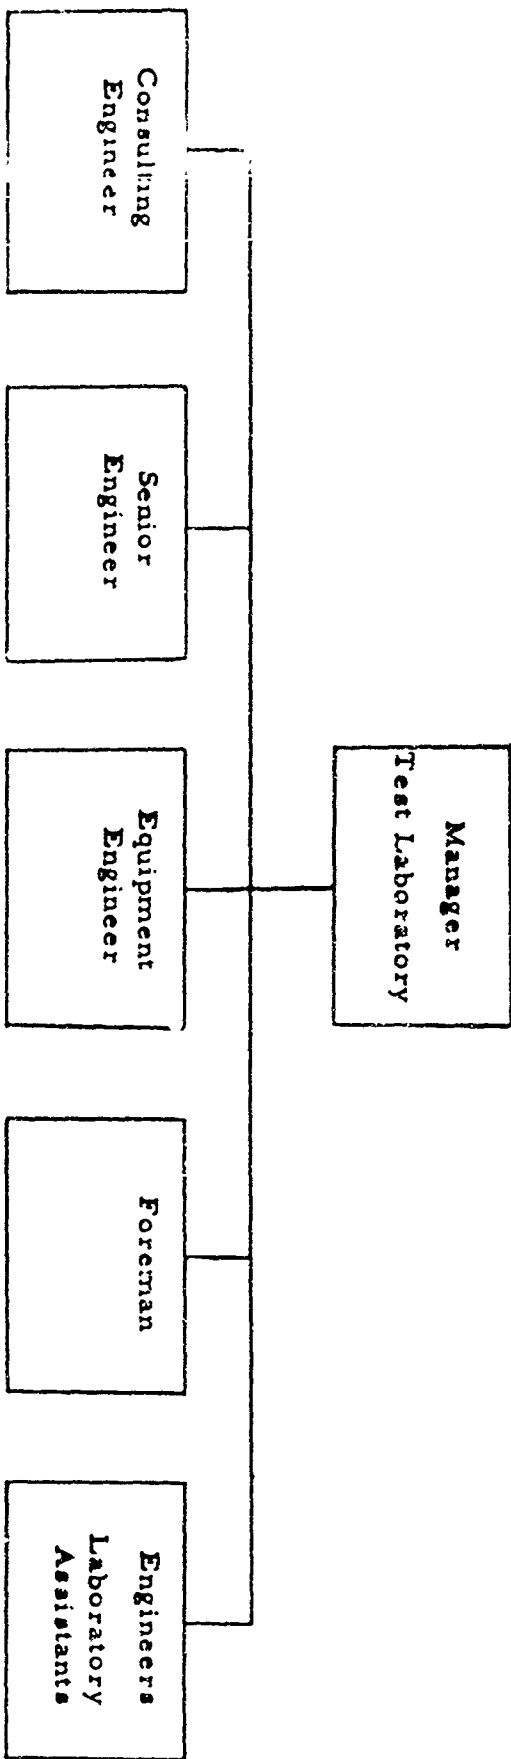 Manager
Test Laboratory
Consulting
Engineer
Senior
Engineer
Equipment
Engineer
Foreman
Engineers
Laboratory
Assistants